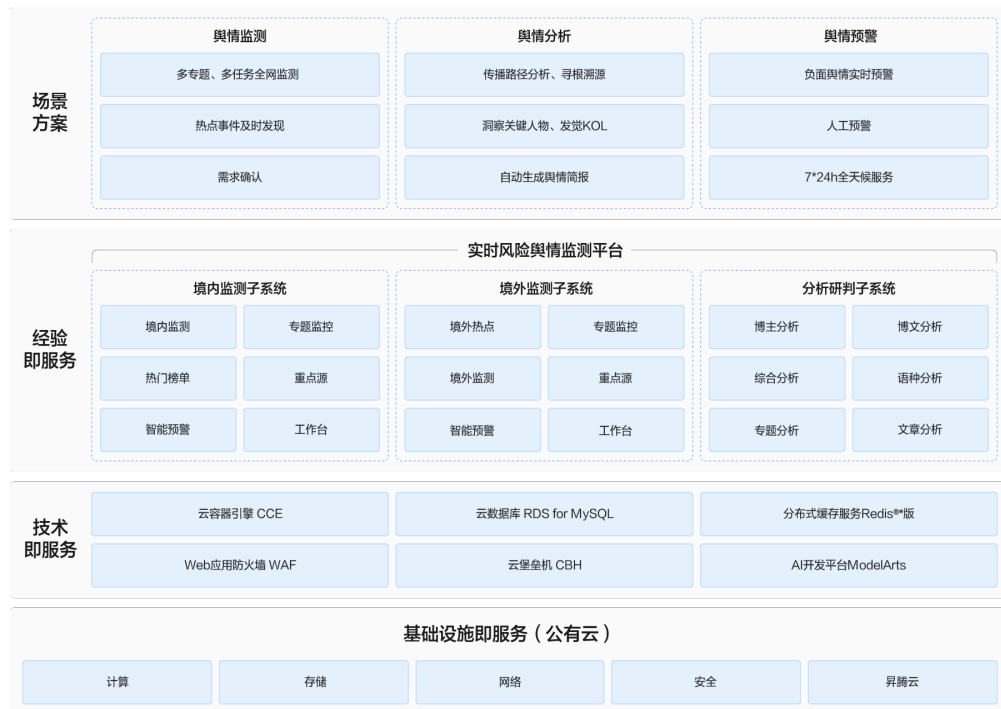 场景
方案
舆情监测
多专题、多任务全网监测
热点事件及时发现
需求确认
舆情分析
传播路径分析、寻根溯源
洞察关键人物、发觉KOL
自动生成舆情简报
舆情预警
负面舆情实时预警
人工预警
7*24h全天候服务
经验
即服务
实时风险舆情监测平台
境内监测子系统
境内监测
专题监控
热门榜单
重点源
智能预警
工作台
境外监测子系统
境外热点
专题监控
境外监测
重点源
智能预警
工作台
分析研判子系统
博主分析
博文分析
综合分析
语种分析
专题分析
文章分析
技术
即服务
云容器引擎 CCE
云数据库 RDS for MySQL
分布式缓存服务Redis®*版
Web应用防火墙 WAF
云堡垒机 CBH
AI开发平台ModelArts
基础设施即服务（公有云）
计算
存储
网络
安全
昇腾云